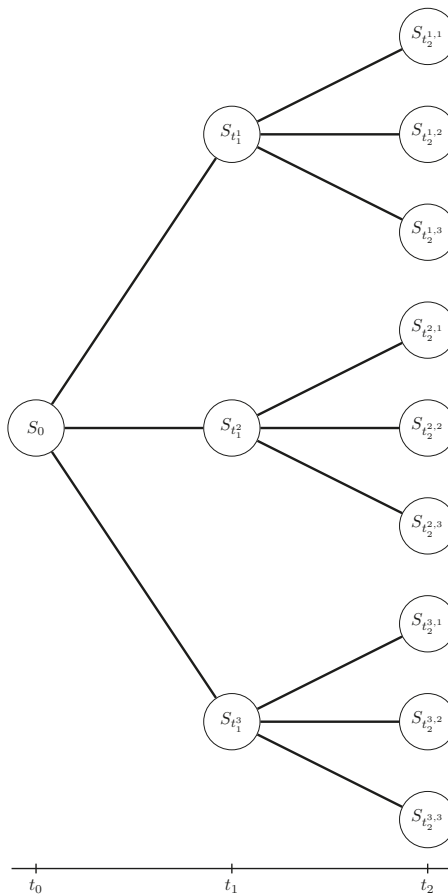 S_{t_2^{1,1}}
S_{t_1^1}
S_{t_2^{1,2}}
S_{t_2^{1,3}}
S_{t_2^{2,1}}
S_0
S_{t_1^2}
S_{t_2^{2,2}}
S_{t_2^{2,3}}
S_{t_2^{3,1}}
S_{t_1^3}
S_{t_2^{3,2}}
S_{t_2^{3,3}}
t_0 t_1 t_2